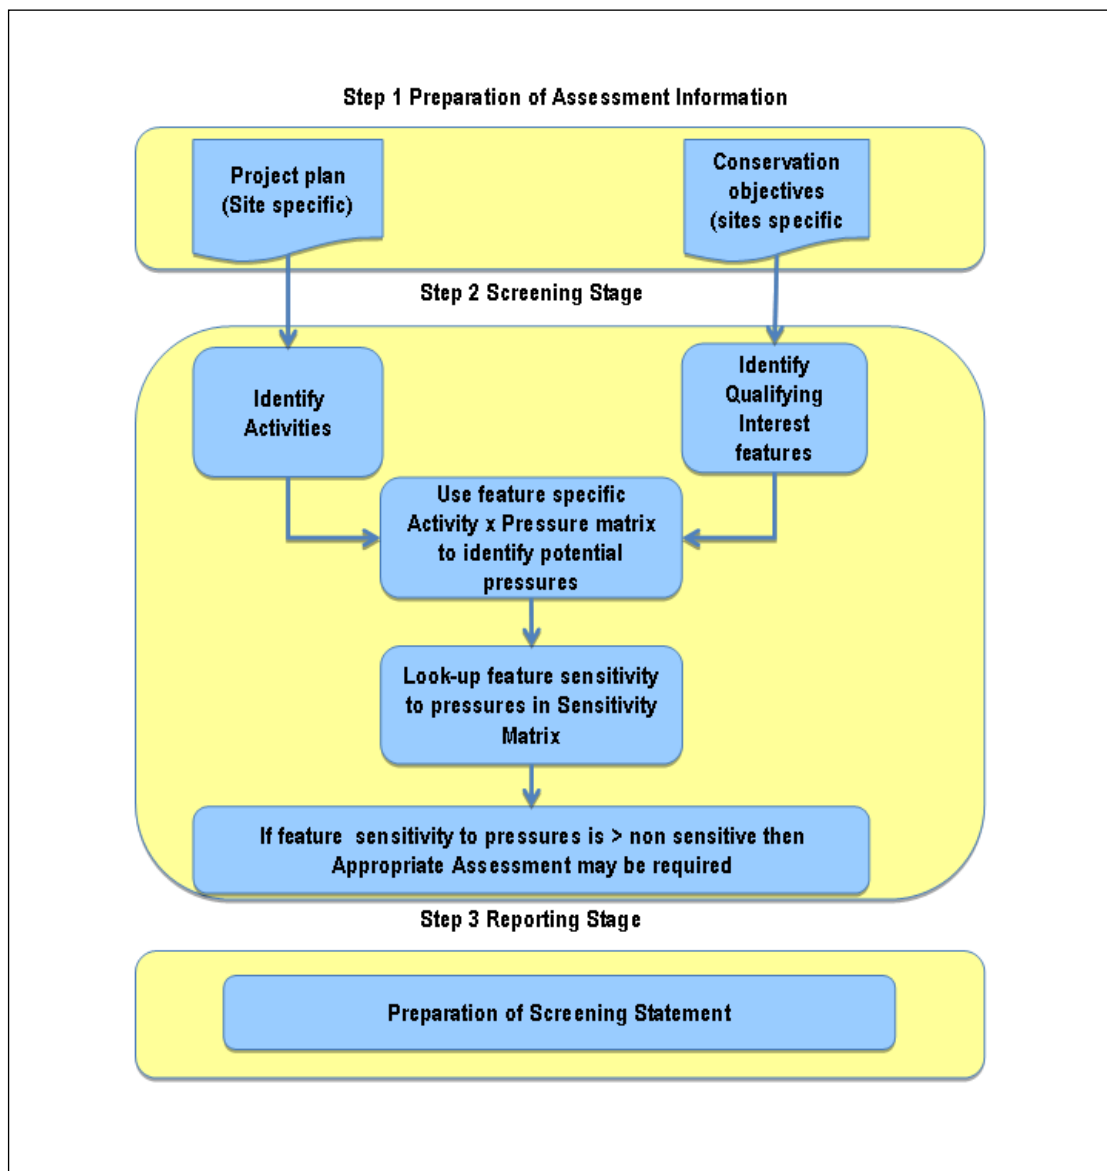 Step 1 Preparation of Assessment Information
Project plan
(Site specific)
Conservation
objectives
(sites specific
Step 2 Screening Stage
Identify
Activities
Identify
Qualifying
Interest
features
Use feature specific
Activity x Pressure matrix
to identify potential
pressures
Look-up feature sensitivity
to pressures in Sensitivity
Matrix
If feature sensitivity to pressures is > non sensitive then
Appropriate Assessment may be required
Step 3 Reporting Stage
Preparation of Screening Statement